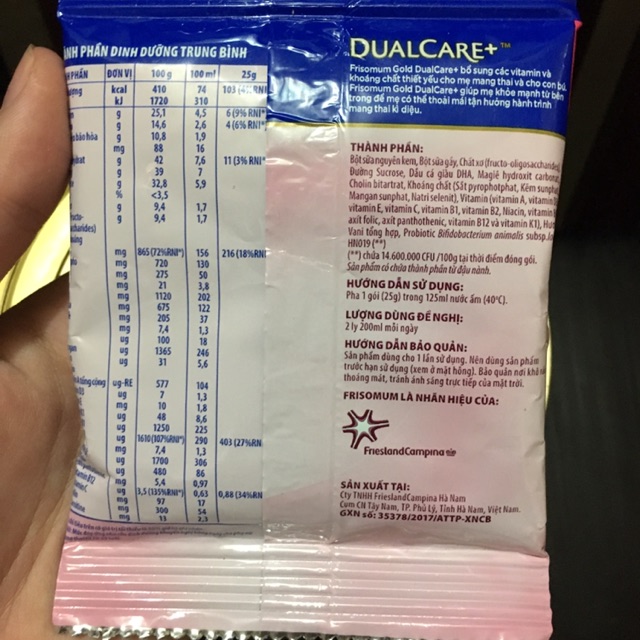 ÀNH PHẦN DINH DƯỠNG TRUNG BÌNH
PHẦN ĐƠN VỊ 100 g 100 ml 25g
kcal 410 74 103
kJ 1720 310
g 25,1 4,5 6 (9% RNI*
g 14,6 2,6 4 (6% RNI*
g 10,8 1,9
mg 88 16
g 42 7,6 11 (3% RNI*
g 39 7
g 32,8 5,9
% <3,5
g 9,4 1,7
g 9,4 1,7
mg 865 (72%RNI*) 156 216 (18%RNI
mg 720 130
mg 275 50
mg 21 3,8
mg 1120 202
mg 675 122
mg 205 37
mg 7,4 1,3
ug 100 18
ug 1365 246
ug 31 5,6
ug-RE 577 104
ug 7 1,3
mg 10 1,8
ug 48 8,6
ug 1250 225
ug 1610 (107%RNI*) 290 403 (27%RN
mg 7,4 1,3
ug 1700 306
ug 480 86
mg 5,4 0,97
ug 3,5 (135%RNI*) 0,63 0,88 (34%RN
mg 97 17
mg 300 54
mg 13 2,3
DUALCARE+™
Frisomum Gold DualCare+ bổ sung các vitamin và
khoáng chất thiết yếu cho mẹ mang thai và cho con bú.
Frisomum Gold DualCare+ giúp mẹ khỏe mạnh từ bên
trong để mẹ có thể thoải mái tận hưởng hành trình
mang thai kì diệu.
THÀNH PHẦN:
Bột sữa nguyên kem, Bột sữa gầy, Chất xơ (fructo-oligosaccharides)
Đường Sucrose, Dầu cá giàu DHA, Magiê hydroxit carbonat,
Cholin bitartrat, Khoáng chất (Sắt pyrophotphat, Kẽm sunphat
Mangan sunphat, Natri selenit), Vitamin (vitamin A, vitamin D
vitamin E, vitamin C, vitamin B1, vitamin B2, Niacin, vitamin
axit folic, axit panthothenic, vitamin B12 và vitamin K1), Hương
Vani tổng hợp, Probiotic Bifidobacterium animalis subsp.
HN019 (**)
(**) chứa 14.600.000 CFU /100g tại thời điểm đóng gói.
Sản phẩm có chứa thành phần từ đậu nành.
HƯỚNG DẪN SỬ DỤNG:
Pha 1 gói (25g) trong 125ml nước ấm (40°C).
LƯỢNG DÙNG ĐỀ NGHỊ:
2 ly 200ml mỗi ngày
HƯỚNG DẪN BẢO QUẢN:
Sản phẩm dùng cho 1 lần sử dụng. Nên dùng sản phẩm
trước hạn sử dụng (xem ở mặt hông). Bảo quản nơi khô
thoáng mát, tránh ánh sáng trực tiếp của mặt trời.
FRISOMUM LÀ NHÃN HIỆU CỦA:
FrieslandCampina
SẢN XUẤT TẠI:
Cty TNHH FrieslandCampina Hà Nam
Cụm CN Tây Nam, TP. Phủ Lý, Tỉnh Hà Nam, Việt Nam.
GXN số: 35378/2017/ATTP-XNCB